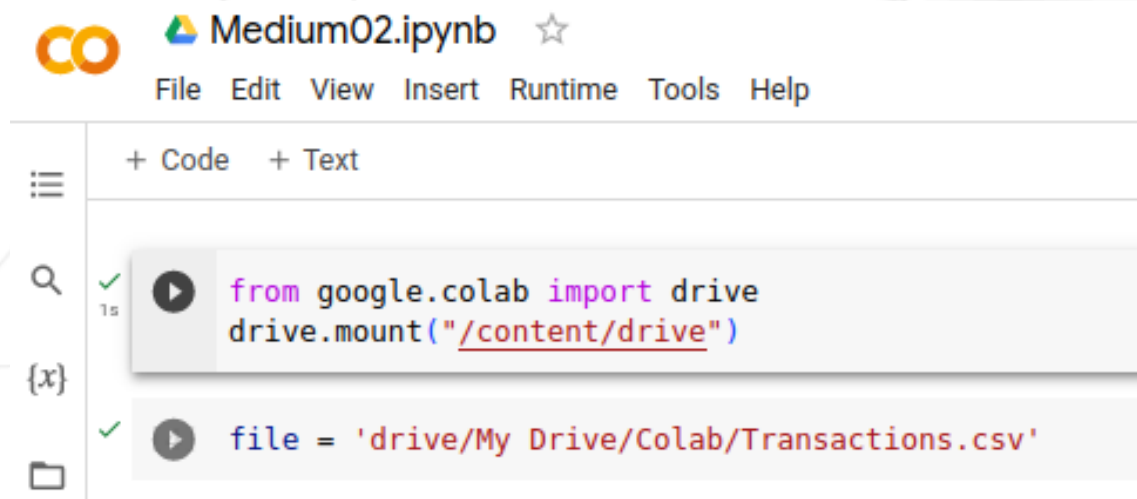 CO
Medium02.ipynb
File Edit View Insert Runtime Tools Help
+ Code + Text
1s
from google.colab import drive
drive.mount("/content/drive")
{x}
file = 'drive/My Drive/Colab/Transactions.csv'